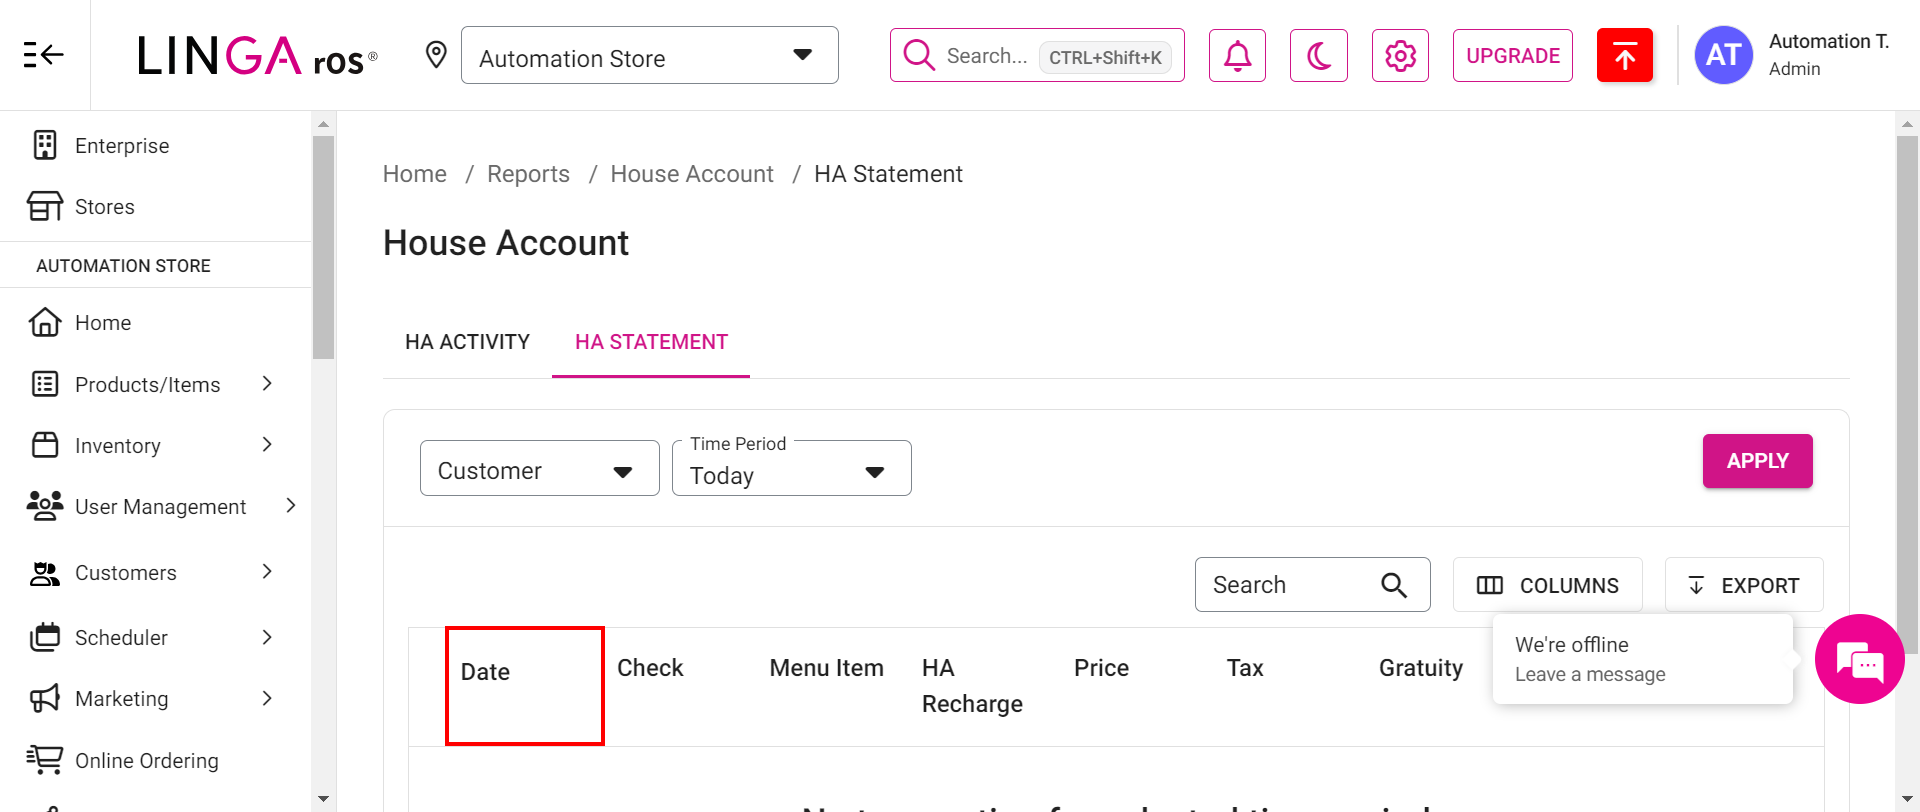 LINGA ros®
Automation Store
Search... CTRL+Shift+K
UPGRADE
AT
Automation T.
Admin
Enterprise
Stores
AUTOMATION STORE
Home
Products/Items
Inventory
User Management
Customers
Scheduler
Marketing
Online Ordering
Home / Reports / House Account / HA Statement
House Account
HA ACTIVITY
HA STATEMENT
Customer
Time Period
Today
APPLY
Search
COLUMNS
EXPORT
Date
Check
Menu Item
HA
Recharge
Price
Tax
Gratuity
We're offline
Leave a message